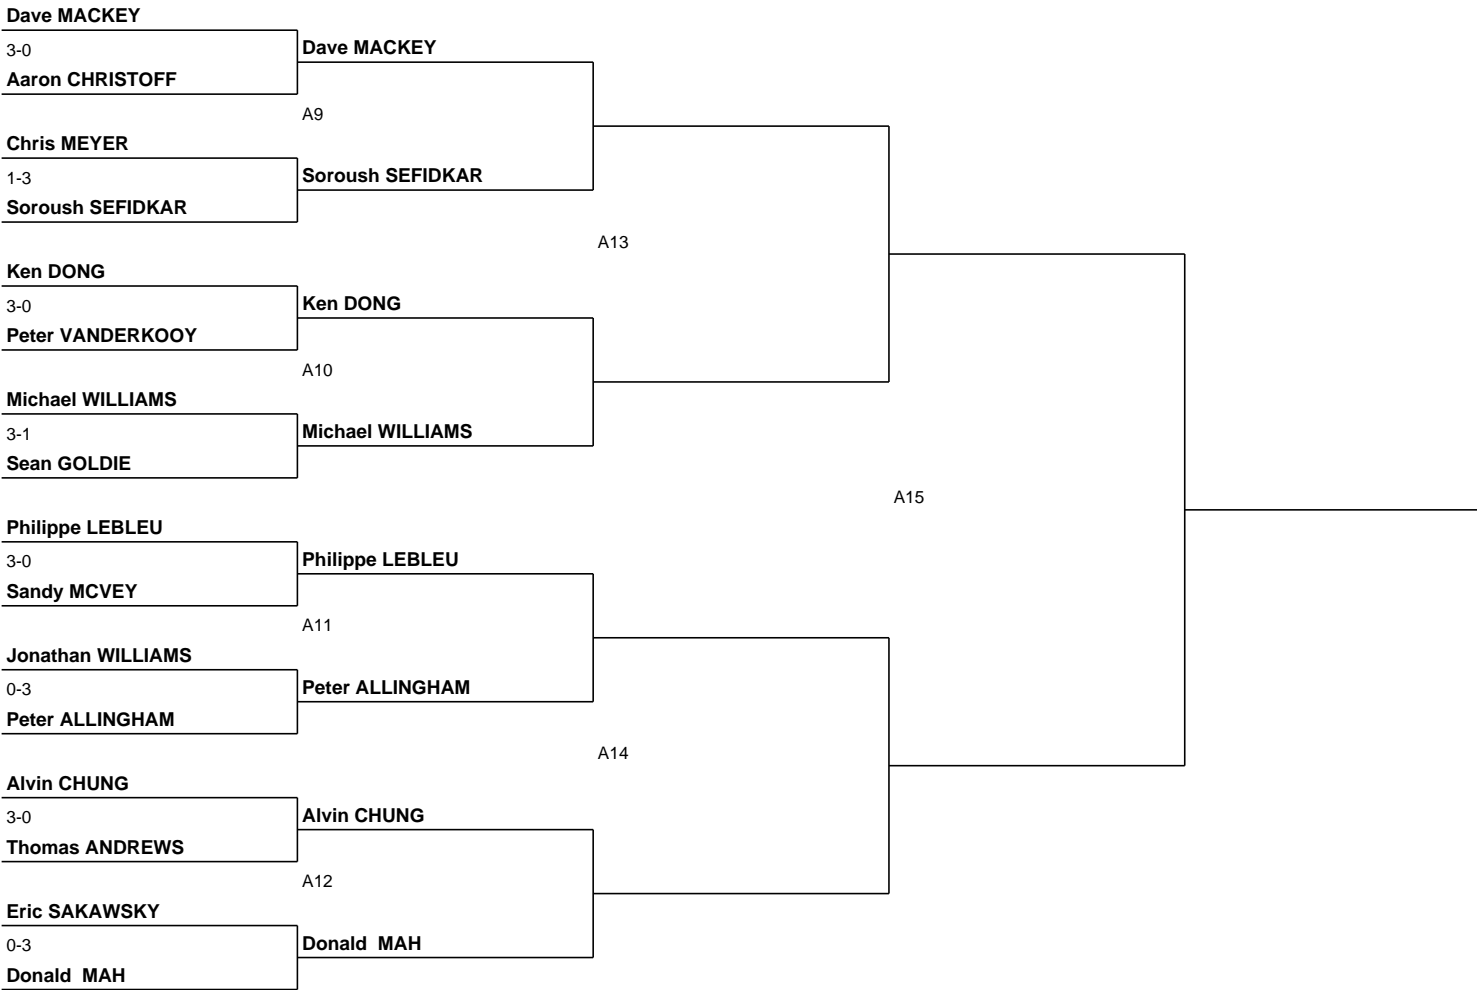 Dave MACKEY
3-0
Aaron CHRISTOFF
Chris MEYER
1-3
Soroush SEFIDKAR
Ken DONG
3-0
Peter VANDERKOOY
Michael WILLIAMS
3-1
Sean GOLDIE
Philippe LEBLEU
3-0
Sandy MCVEY
Jonathan WILLIAMS
0-3
Peter ALLINGHAM
Alvin CHUNG
3-0
Thomas ANDREWS
Eric SAKAWSKY
0-3
Donald  MAH
Dave MACKEY
A9
Soroush SEFIDKAR
Ken DONG
A10
Michael WILLIAMS
Philippe LEBLEU
A11
Peter ALLINGHAM
Alvin CHUNG
A12
Donald  MAH
A13
A14
A15